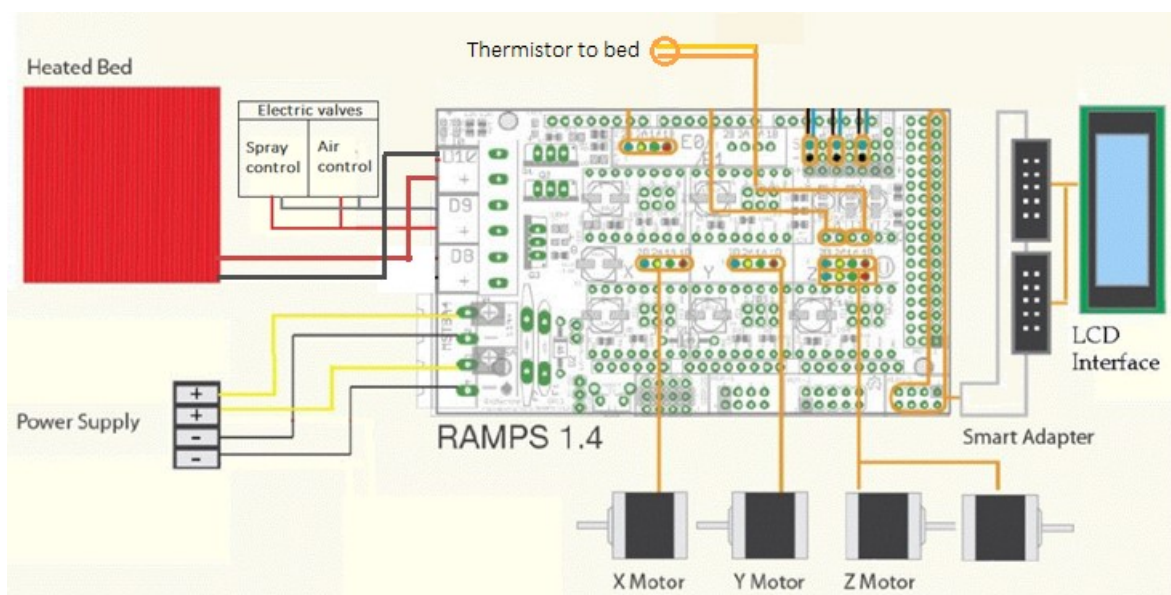 Thermistor to bed
Heated Bed
Electric valves
Spray control
Air control
D10
+
D9
+
D8
+
E0
E1
X
Y
Z
LCD
Interface
Power Supply
+
+
-
-
RAMPS 1.4
Smart Adapter
X Motor
Y Motor
Z Motor